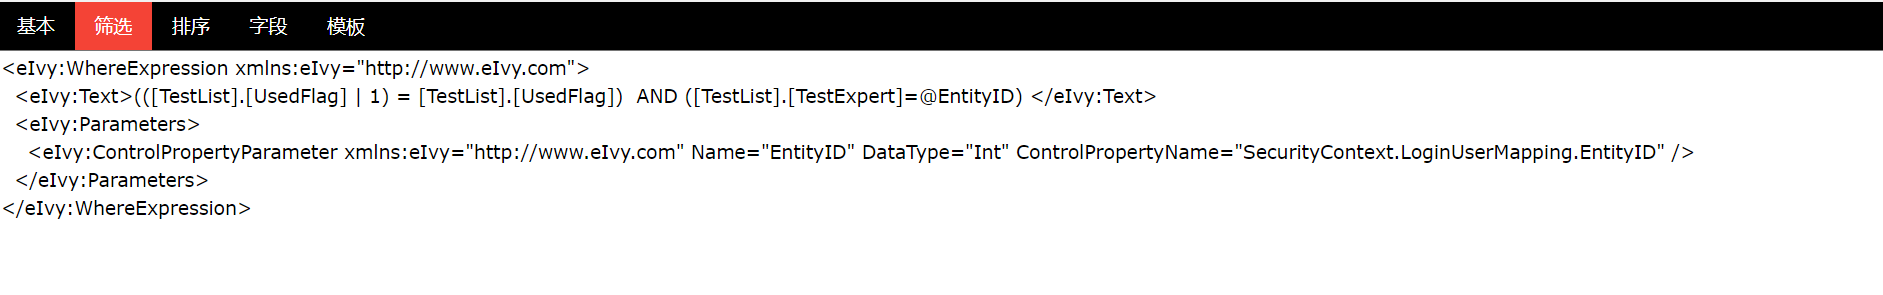 基本 筛选 排序 字段 模板
<eIvy:WhereExpression xmlns:eIvy="http://www.eIvy.com">
<eIvy:Text>(([TestList].[UsedFlag] | 1) = [TestList].[UsedFlag])  AND ([TestList].[TestExpert]=@EntityID) </eIvy:Text>
<eIvy:Parameters>
<eIvy:ControlPropertyParameter xmlns:eIvy="http://www.eIvy.com" Name="EntityID" DataType="Int" ControlPropertyName="SecurityContext.LoginUserMapping.EntityID" />
</eIvy:Parameters>
</eIvy:WhereExpression>